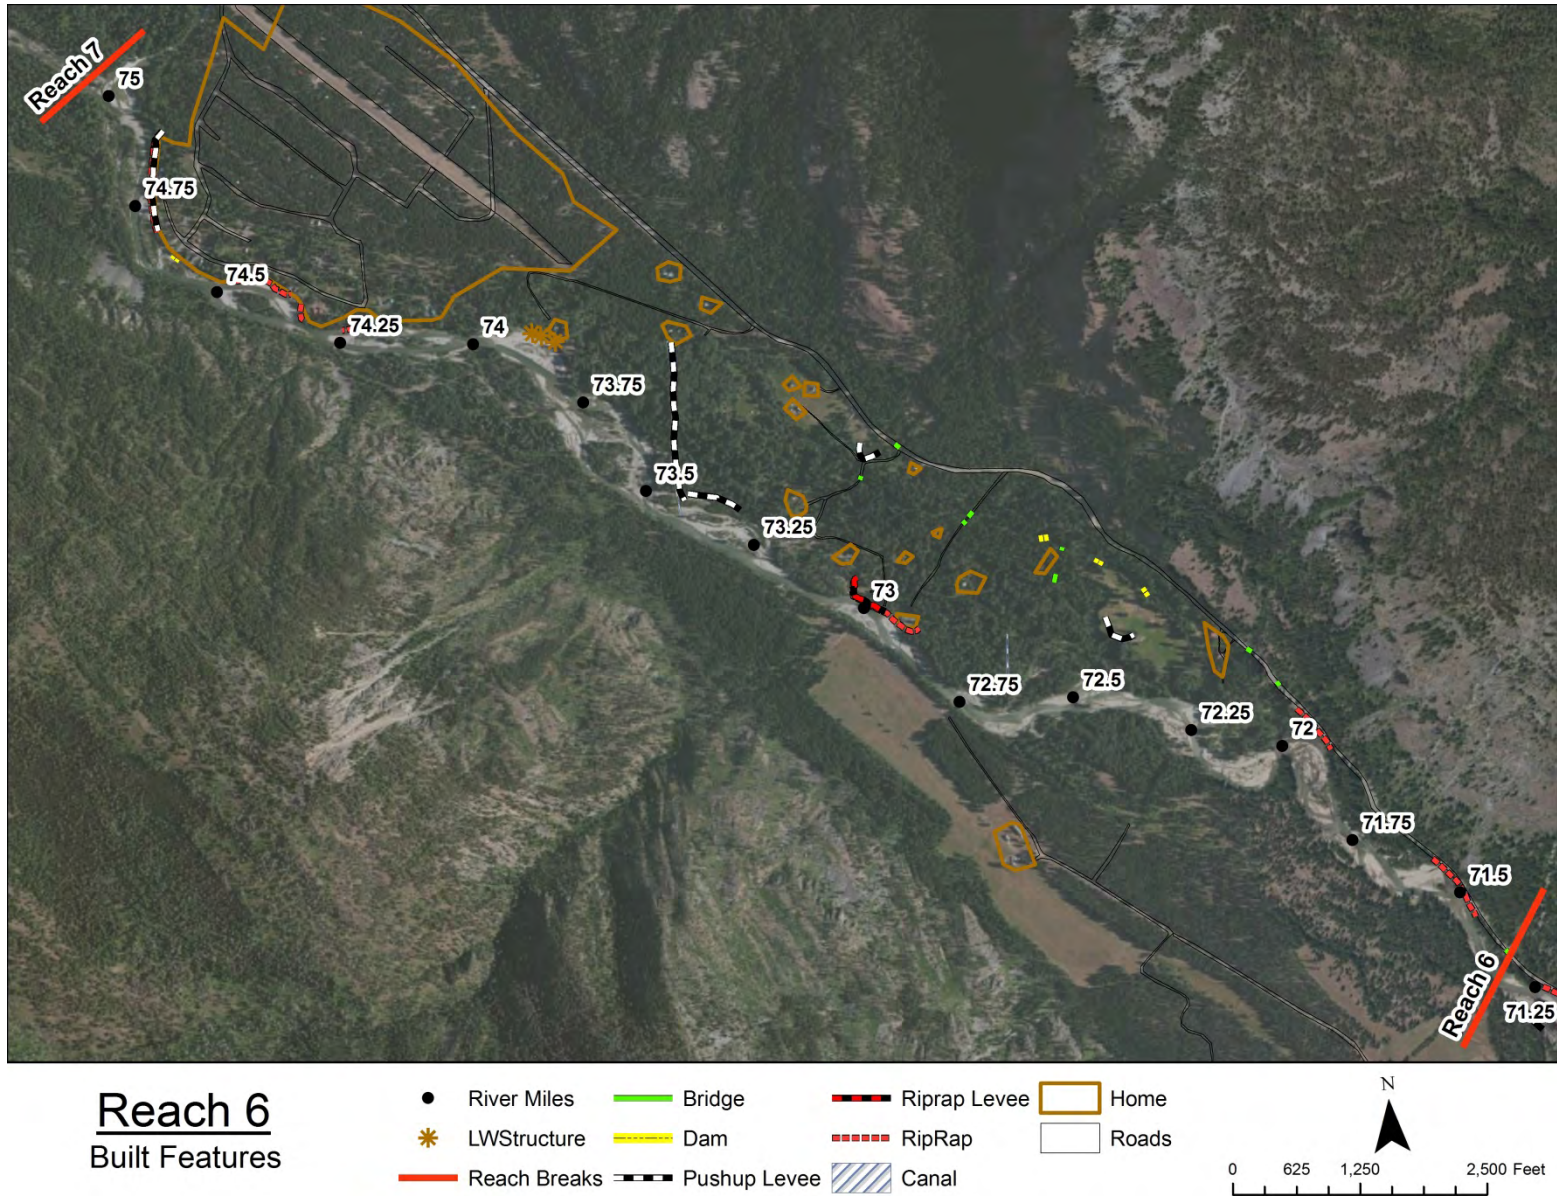 Reach 7
75
74.75
74.5
74.25
74
73.75
73.5
73.25
73
72.75
72.5
72.25
72
71.75
71.5
Reach 6
71.25
Reach 6
Built Features
River Miles
LWStructure
Reach Breaks
Bridge
Dam
Pushup Levee
Riprap Levee
RipRap
Canal
Home
Roads
N
0 625 1,250 2,500 Feet